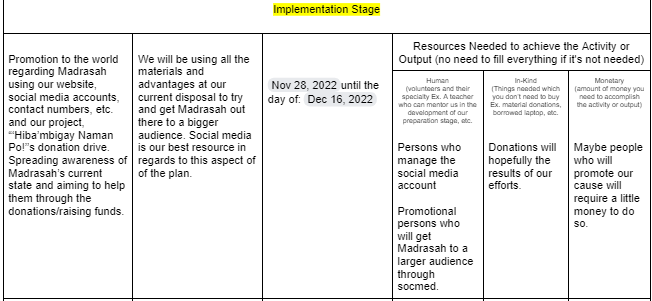 Implementation Stage
Promotion to the world
regarding Madrasah
using our website,
social media accounts,
contact numbers, etc.
and our project,
"'Hiba'mbigay Naman
Po!"s donation drive.
Spreading awareness of
Madrasah's current
state and aiming to help
them through the
donations/raising funds.
We will be using all the
materials and
advantages at our
current disposal to try
and get Madrasah out
there to a bigger
audience. Social media
is our best resource in
regards to this aspect of
of the plan.
Nov 28, 2022 until the
day of: Dec 16, 2022
Resources Needed to achieve the Activity or
Output (no need to fill everything if it's not needed)
Human
(volunteers and their
specialty Ex. A teacher
who can mentor us in the
development of our
preparation stage, etc.
Persons who
manage the
social media
account
Promotional
persons who
will get
Madrasah to a
larger audience
through
socmed.
In-Kind
(Things needed which
you don't need to buy
Ex. material donations,
borrowed laptop, etc.
Donations will
hopefully the
results of our
efforts.
Monetary
(amount of money you
need to accomplish
the activity or output)
Maybe people
who will
promote our
cause will
require a little
money to do
so.